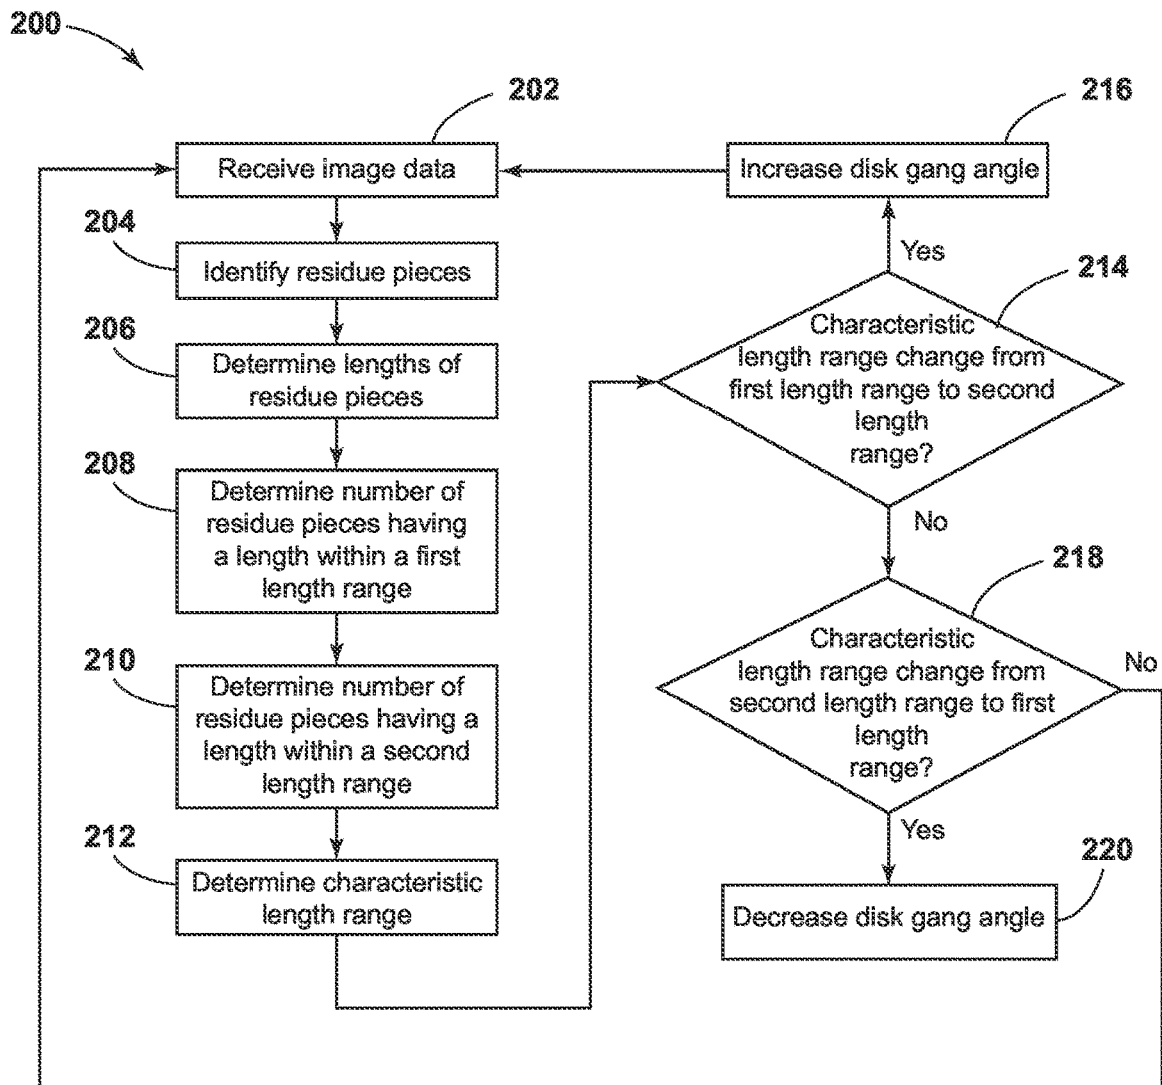 200
202
Receive image data
204
Identify residue pieces
206
Determine lengths of
residue pieces
208
Determine number of
residue pieces having
a length within a first
length range
210
Determine number of
residue pieces having a
length within a second
length range
212
Determine characteristic
length range
216
Increase disk gang angle
Yes
214
Characteristic
length range change from
first length range to second
length
range?
No
218
Characteristic
length range change from
second length range to first
length
range?
No
Yes
220
Decrease disk gang angle